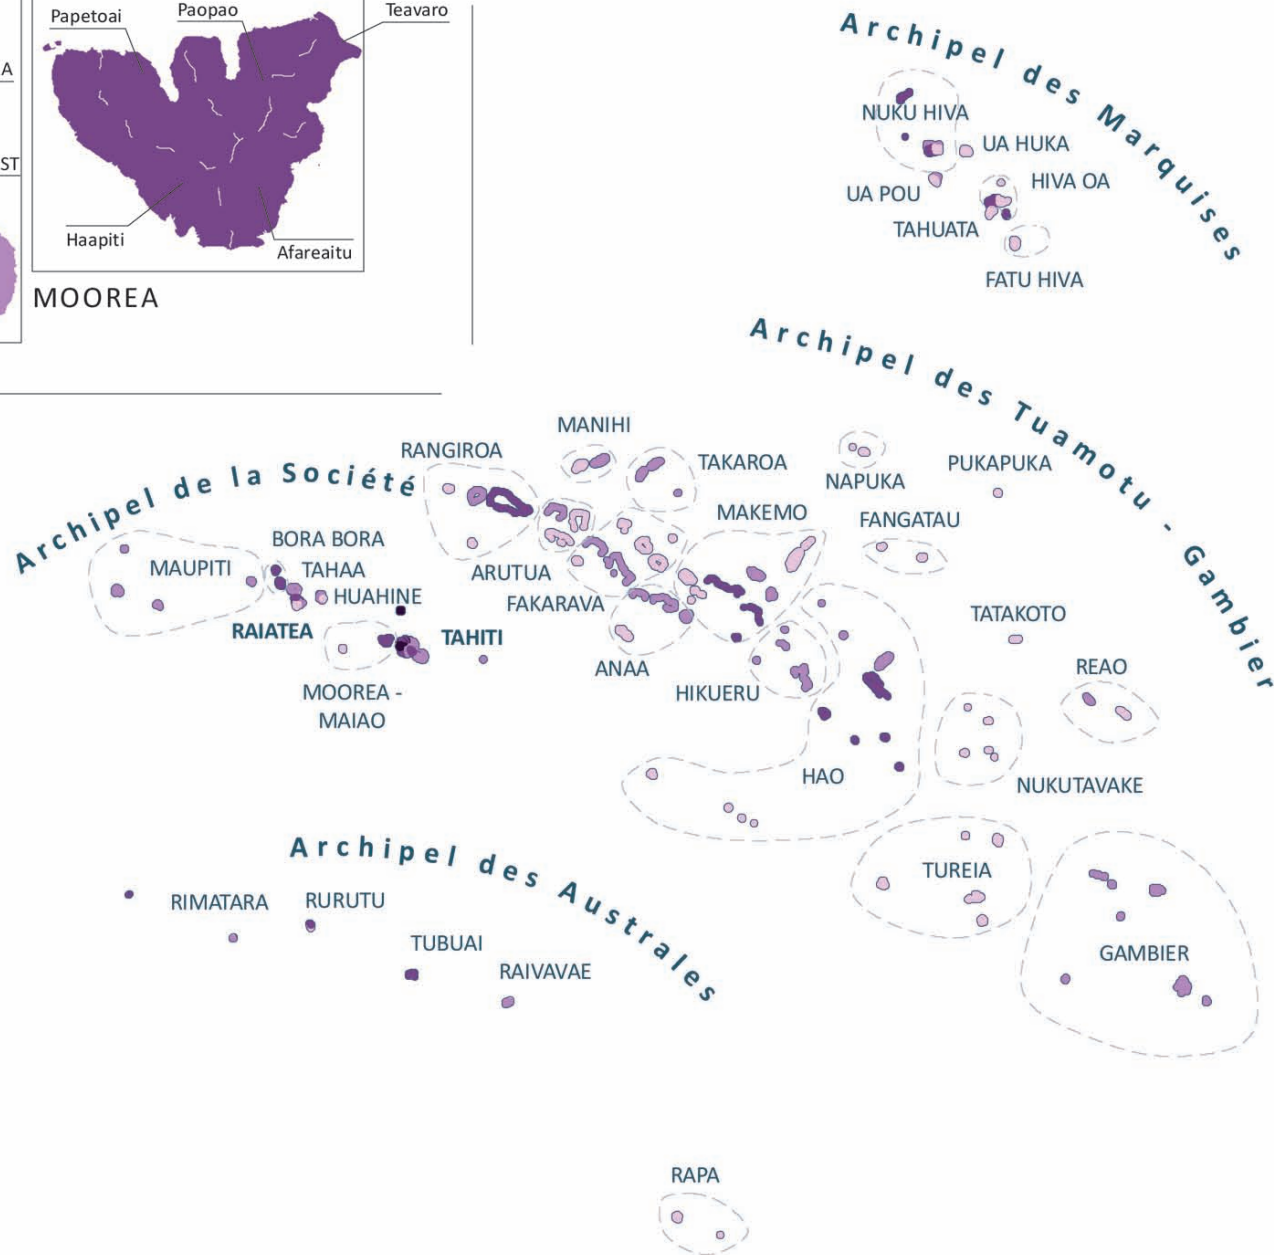 Papetoai
Paopao
Teavaro
A
ST
Haapiti
Afareaitu
MOOREA
Archipel des Marquises
NUKU HIVA
UA HUKA
HIVA OA
UA POU
TAHUATA
FATU HIVA
Archipel des Tuamotu - Gambier
MANIHI
RANGIROA
TAKAROA
NAPUKA
PUKAPUKA
Archipel de la Société
MAKEMO
FANGATAU
BORA BORA
MAUPITI
TAHAA
ARUTUA
HUAHINE
FAKARAVA
TATAKOTO
RAIATEA
TAHITI
ANAA
REAO
MOOREA -
MAIAO
HIKUERU
HAO
NUKUTAVAKE
Archipel des Australes
TUREIA
RIMATARA
RURUTU
TUBUAI
RAIVAVAE
GAMBIER
RAPA